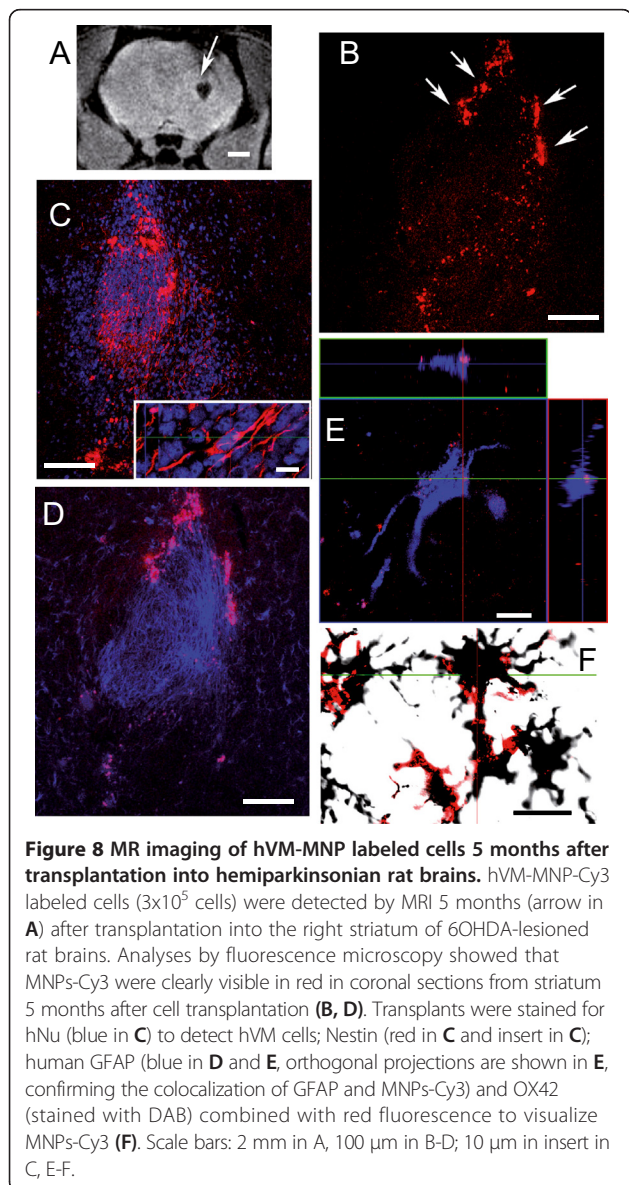 A
B
C
E
D
F
Figure 8 MR imaging of hVM-MNP labeled cells 5 months after
transplantation into hemiparkinsonian rat brains. hVM-MNP-Cy3
labeled cells (3x10⁵ cells) were detected by MRI 5 months (arrow in
A) after transplantation into the right striatum of 6OHDA-lesioned
rat brains. Analyses by fluorescence microscopy showed that
MNPs-Cy3 were clearly visible in red in coronal sections from striatum
5 months after cell transplantation (B, D). Transplants were stained for
hNu (blue in C) to detect hVM cells; Nestin (red in C and insert in C);
human GFAP (blue in D and E, orthogonal projections are shown in E,
confirming the colocalization of GFAP and MNPs-Cy3) and OX42
(stained with DAB) combined with red fluorescence to visualize
MNPs-Cy3 (F). Scale bars: 2 mm in A, 100 μm in B-D; 10 μm in insert in
C, E-F.